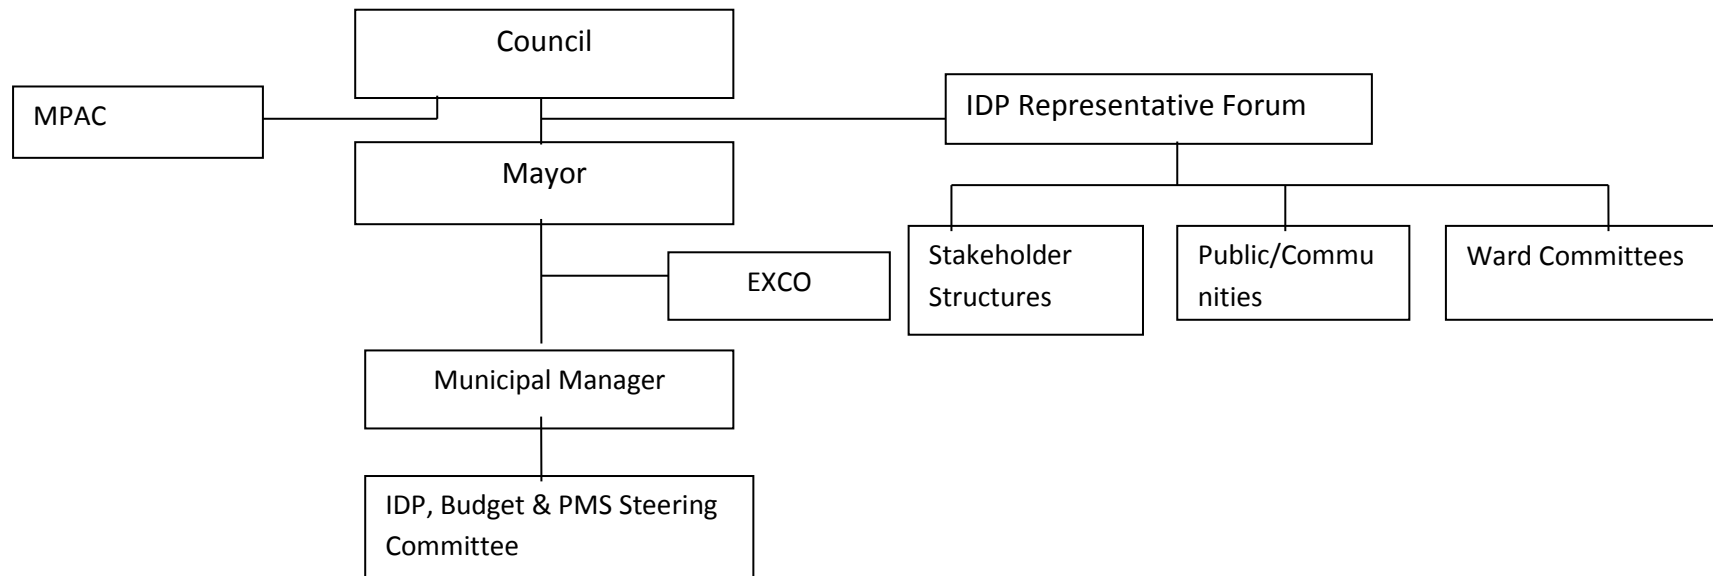 Council
MPAC
IDP Representative Forum
Mayor
Stakeholder
Structures
Public/Commu
nities
Ward Committees
EXCO
Municipal Manager
IDP, Budget & PMS Steering
Committee